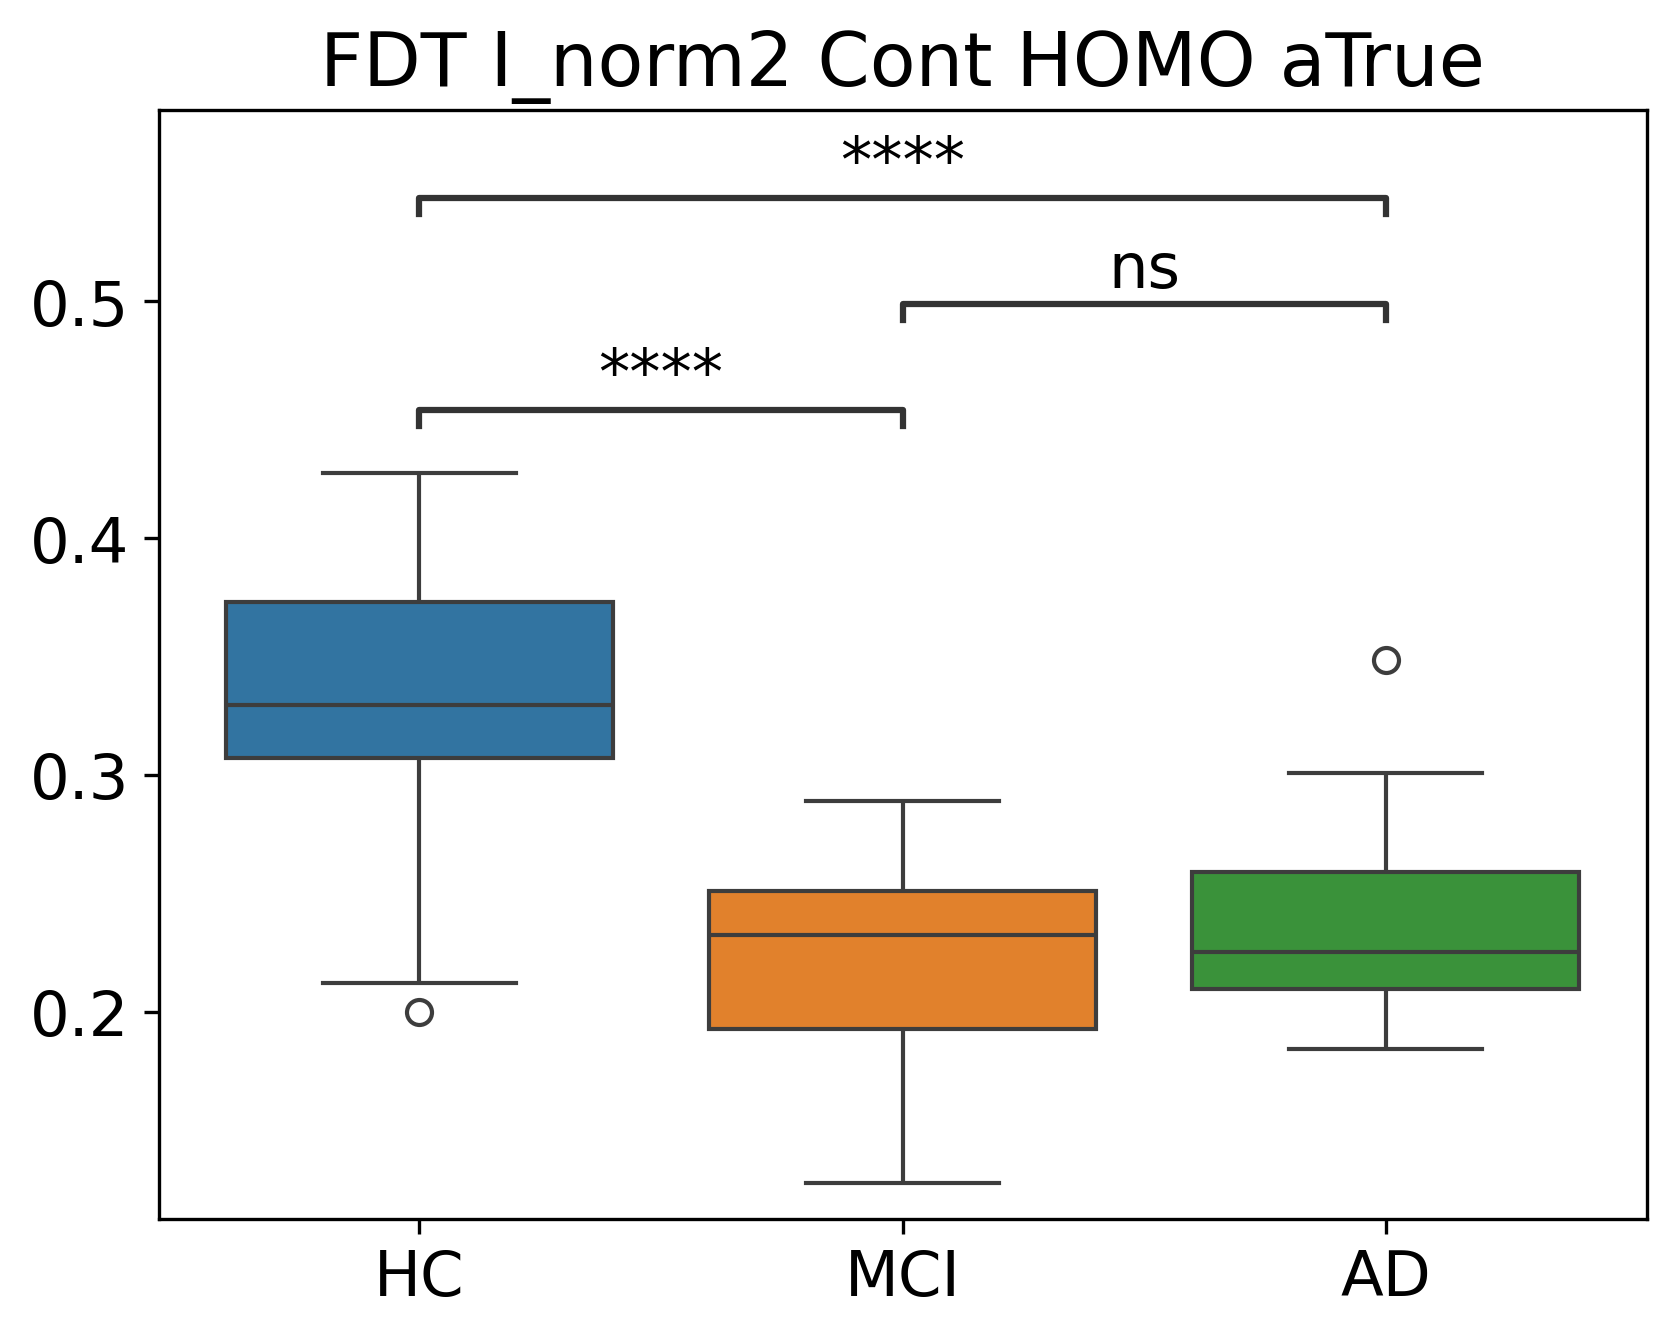 FDT I_norm2 Cont HOMO aTrue
****
ns
****
0.5
0.4
0.3
0.2
HC MCI AD